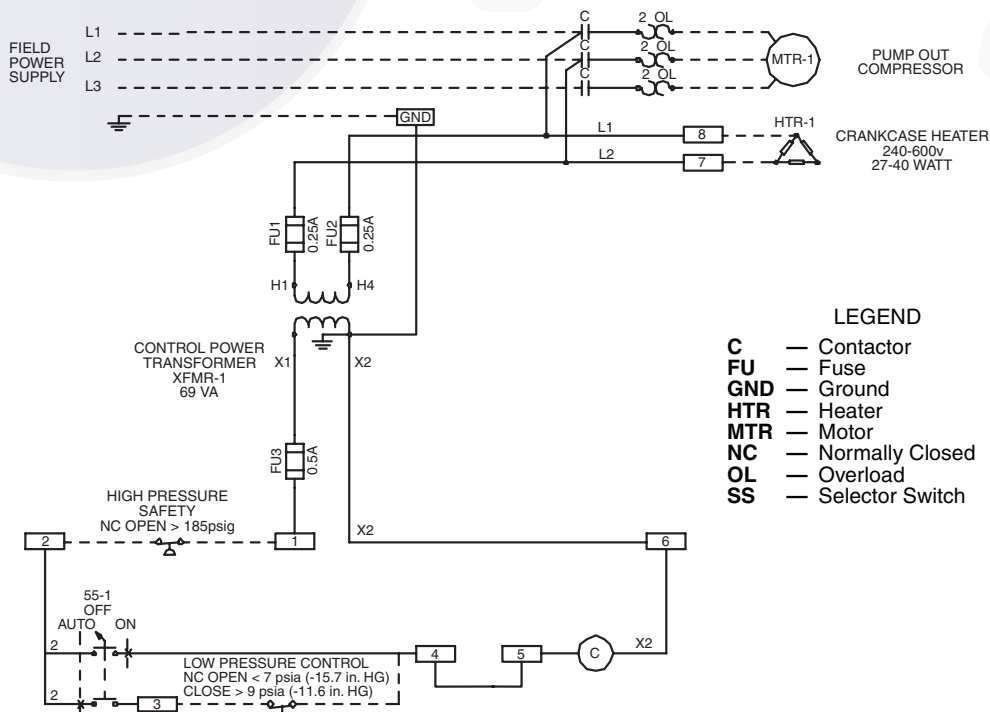 FIELD
POWER
SUPPLY
L1
L2
L3
C
C
C
2 OL
2 OL
2 OL
MTR-1
PUMP OUT
COMPRESSOR
GND
L1
L2
8
7
HTR-1
CRANKCASE HEATER
240-600v
27-40 WATT
FU1
0.25A
FU2
0.25A
H1
H4
CONTROL POWER
TRANSFORMER
XFMR-1
69 VA
X1
X2
FU3
0.5A
LEGEND
C — Contactor
FU — Fuse
GND — Ground
HTR — Heater
MTR — Motor
NC — Normally Closed
OL — Overload
SS — Selector Switch
HIGH PRESSURE
SAFETY
NC OPEN > 185psig
2
1
X2
6
55-1
OFF
AUTO
ON
2
4
5
C
X2
LOW PRESSURE CONTROL
NC OPEN < 7 psia (-15.7 in. HG)
CLOSE > 9 psia (-11.6 in. HG)
2
3